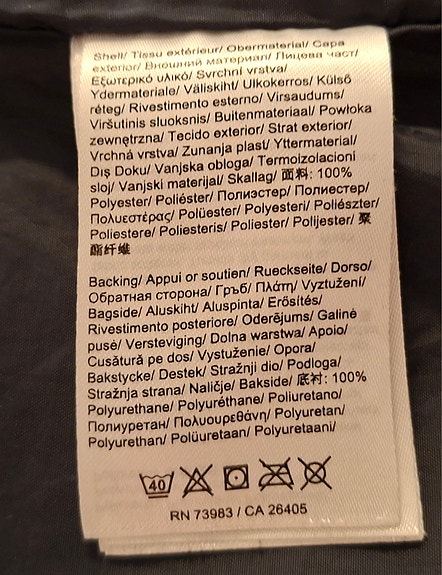 Shell/ Tissu extérieur/ Obermaterial/ Capa
exterior/ Внешний материал/ Лицева част/
Εξωτερικό υλικό/ Svrchní vrstva/
Ydermateriale/ Väliskiht/ Ulkokerros/ Külső
réteg/ Rivestimento esterno/ Virsaudums/
Viršutinis sluoksnis/ Buitenmateriaal/ Powłoka
zewnętrzna/ Tecido exterior/ Strat exterior/
Vrchná vrstva/ Zunanja plast/ Yttermaterial/
Dış Doku/ Vanjska obloga/ Termoizolacioni
sloj/ Vanjski materijal/ Skallag/ 面料: 100%
Polyester/ Poliéster/ Полиэстер/ Полиестер/
Πολυεστέρας/ Polüester/ Polyesteri/ Poliészter/
Poliestere/ Poliesteris/ Poliester/ Polijester/ 聚
酯纤维
Backing/ Appui or soutien/ Rueckseite/ Dorso/
Обратная сторона/ Гръб/ Πλάτη/ Vyztužení/
Bagside/ Aluskiht/ Aluspinta/ Erősítés/
Rivestimento posteriore/ Oderējums/ Galinė
pusė/ Versteviging/ Dolna warstwa/ Apoio/
Cusătură pe dos/ Vystuženie/ Opora/
Bakstycke/ Destek/ Stražnji dio/ Podloga/
Stražnja strana/ Naličje/ Bakside/ 底衬: 100%
Polyurethane/ Polyuréthane/ Poliuretano/
Полиуретан/ Πολυουρεθάνη/ Polyuretan/
Polyurethan/ Polüuretaan/ Polyuretaani/
40
RN 73983 / CA 26405